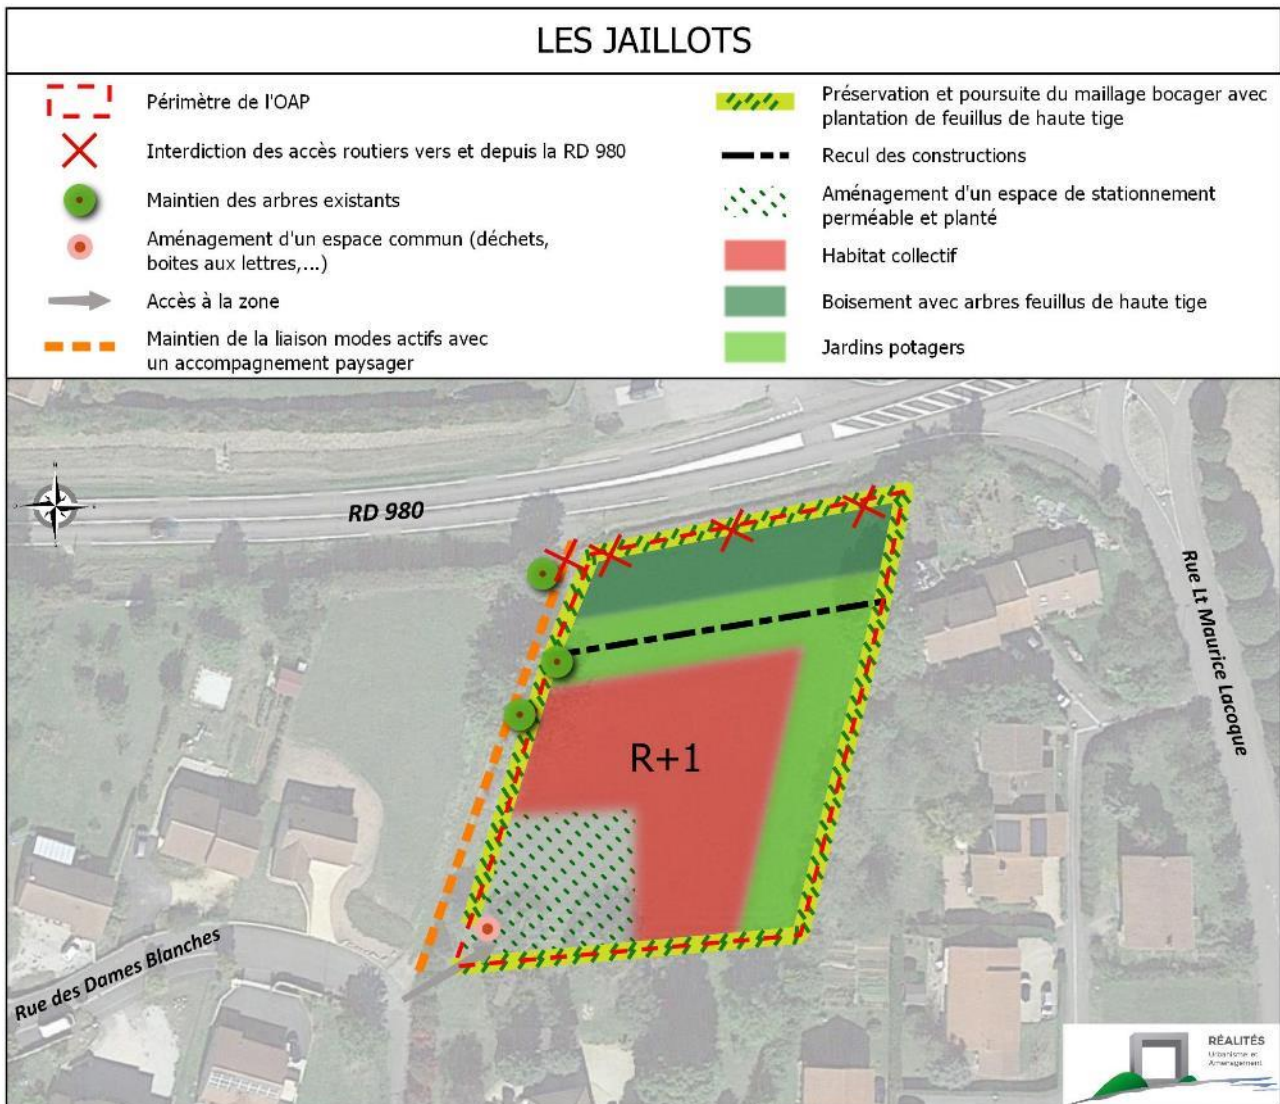 LES JAILLOTS
Périmètre de l'OAP
Interdiction des accès routiers vers et depuis la RD 980
Maintien des arbres existants
Aménagement d'un espace commun (déchets,
boites aux lettres,...)
Accès à la zone
Maintien de la liaison modes actifs avec
un accompagnement paysager
Préservation et poursuite du maillage bocager avec
plantation de feuillus de haute tige
Recul des constructions
Aménagement d'un espace de stationnement
perméable et planté
Habitat collectif
Boisement avec arbres feuillus de haute tige
Jardins potagers
RD 980
Rue Lt Maurice Lacoque
R+1
Rue des Dames Blanches
RÉALITÉS
Urbanisme et
Aménagement